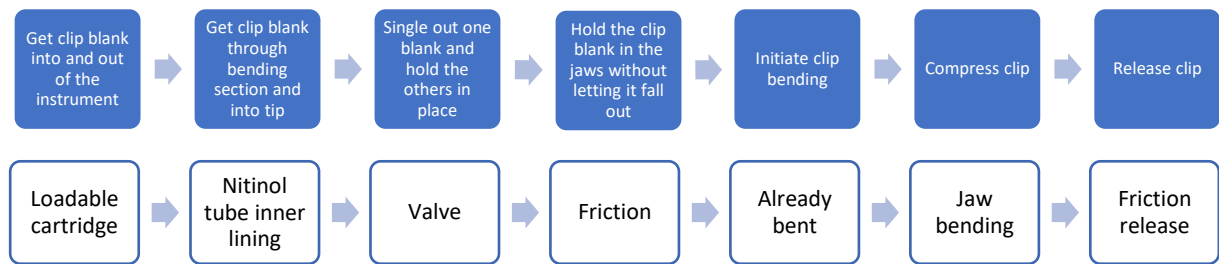 Get clip blank
into and out
of the
instrument
Get clip blank
through
bending
section and
into tip
Single out one
blank and
hold the
others in
place
Hold the clip
blank in the
jaws without
letting it fall
out
Initiate clip
bending
Compress clip
Release clip
Loadable
cartridge
Nitinol
tube inner
lining
Valve
Friction
Already
bent
Jaw
bending
Friction
release